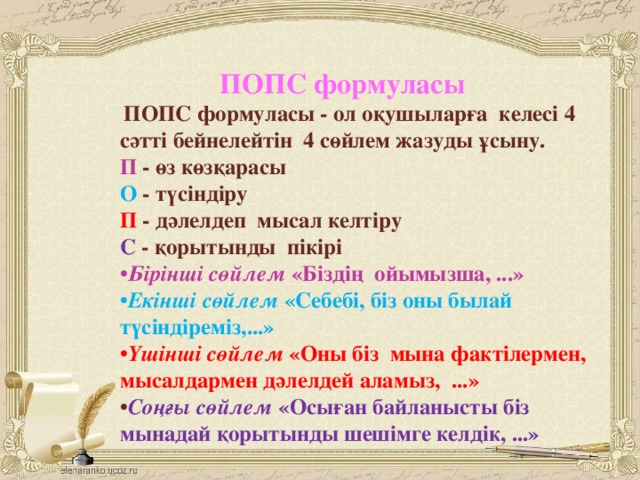 ПОПС формуласы
ПОПС формуласы - ол оқушыларға келесі 4
сәтті бейнелейтін 4 сөйлем жазуды ұсыну.
П - өз көзқарасы
О - түсіндіру
П - дәлелдеп мысал келтіру
С - қорытынды пікірі
•Бірінші сөйлем «Біздің ойымызша, ...»
•Екінші сөйлем «Себебі, біз оны былай
түсіндіреміз,...»
•Үшінші сөйлем «Оны біз мына фактілермен,
мысалдармен дәлелдей аламыз, ...»
•Соңғы сөйлем «Осыған байланысты біз
мынадай қорытынды шешімге келдік, ...»
elenaranko.ucoz.ru